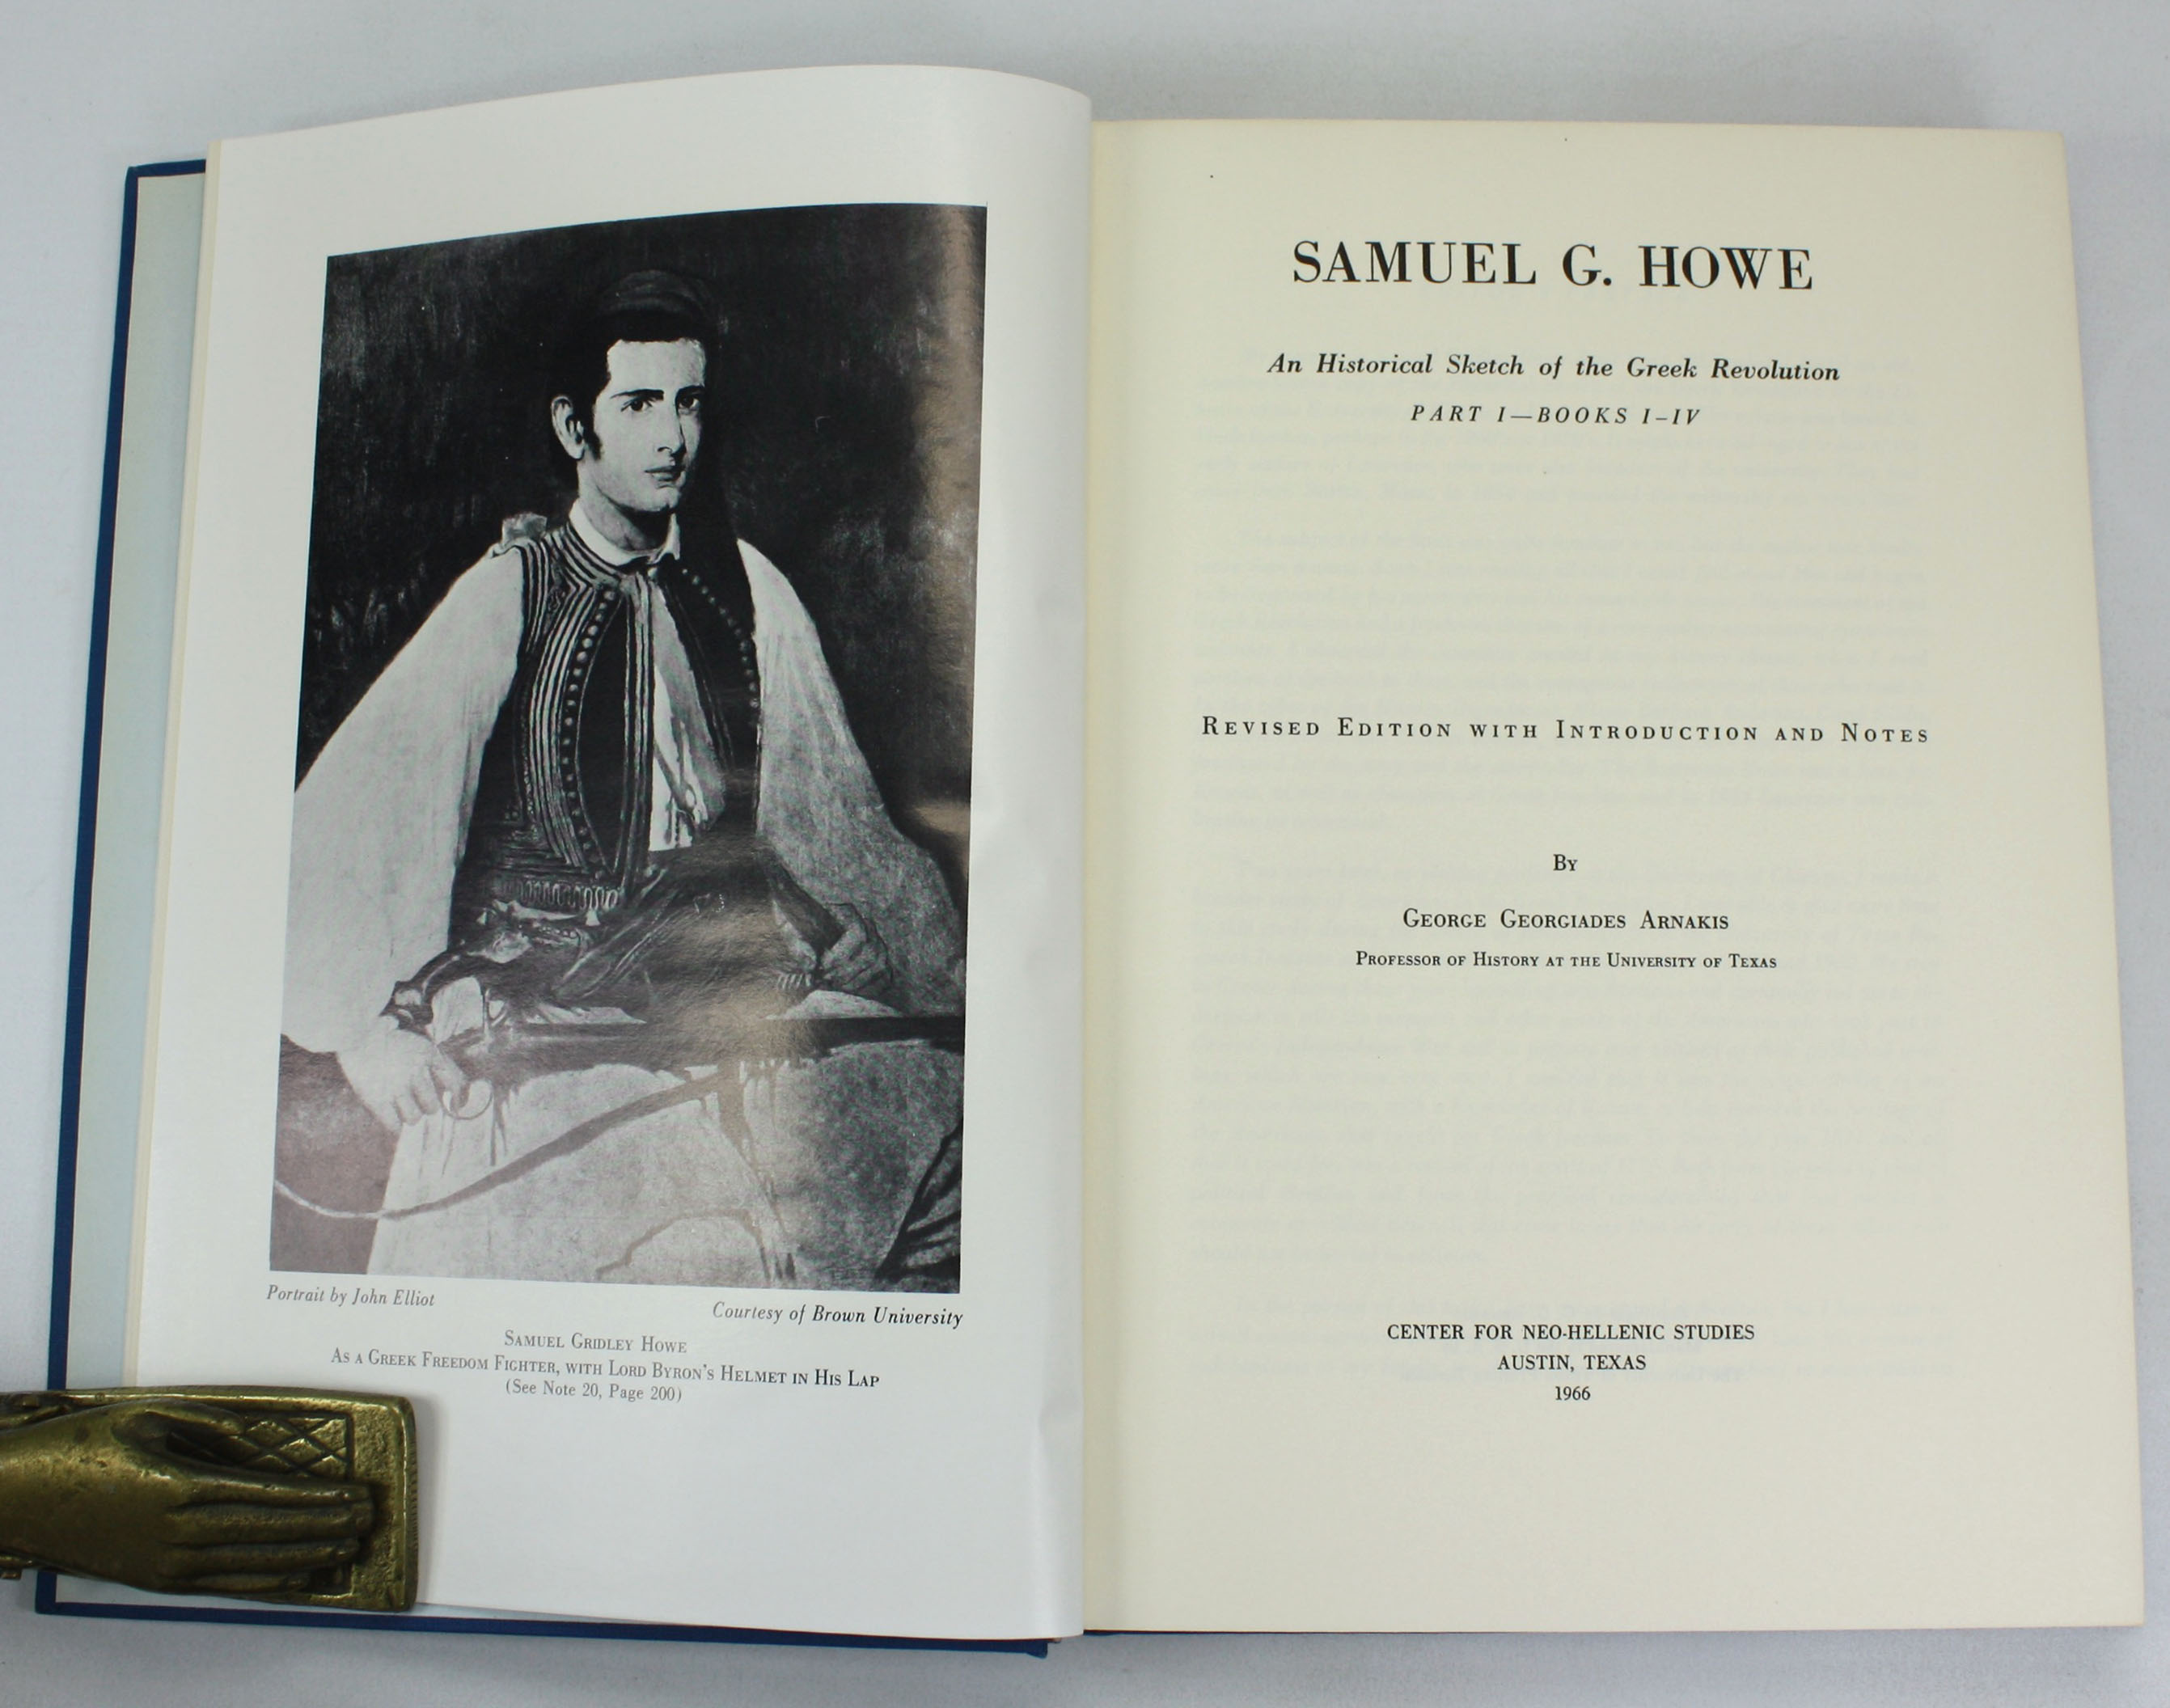 Portrait by John Elliot
Courtesy of Brown University
SAMUEL GRIDLEY HOWE
AS A GREEK FREEDOM FIGHTER, WITH LORD BYRON'S HELMET IN HIS LAP
(See Note 20, Page 200)
SAMUEL G. HOWE
An Historical Sketch of the Greek Revolution
PART I—BOOKS I–IV
REVISED EDITION WITH INTRODUCTION AND NOTES
BY
GEORGE GEORGIADES ARNAKIS
PROFESSOR OF HISTORY AT THE UNIVERSITY OF TEXAS
CENTER FOR NEO-HELLENIC STUDIES
AUSTIN, TEXAS
1966